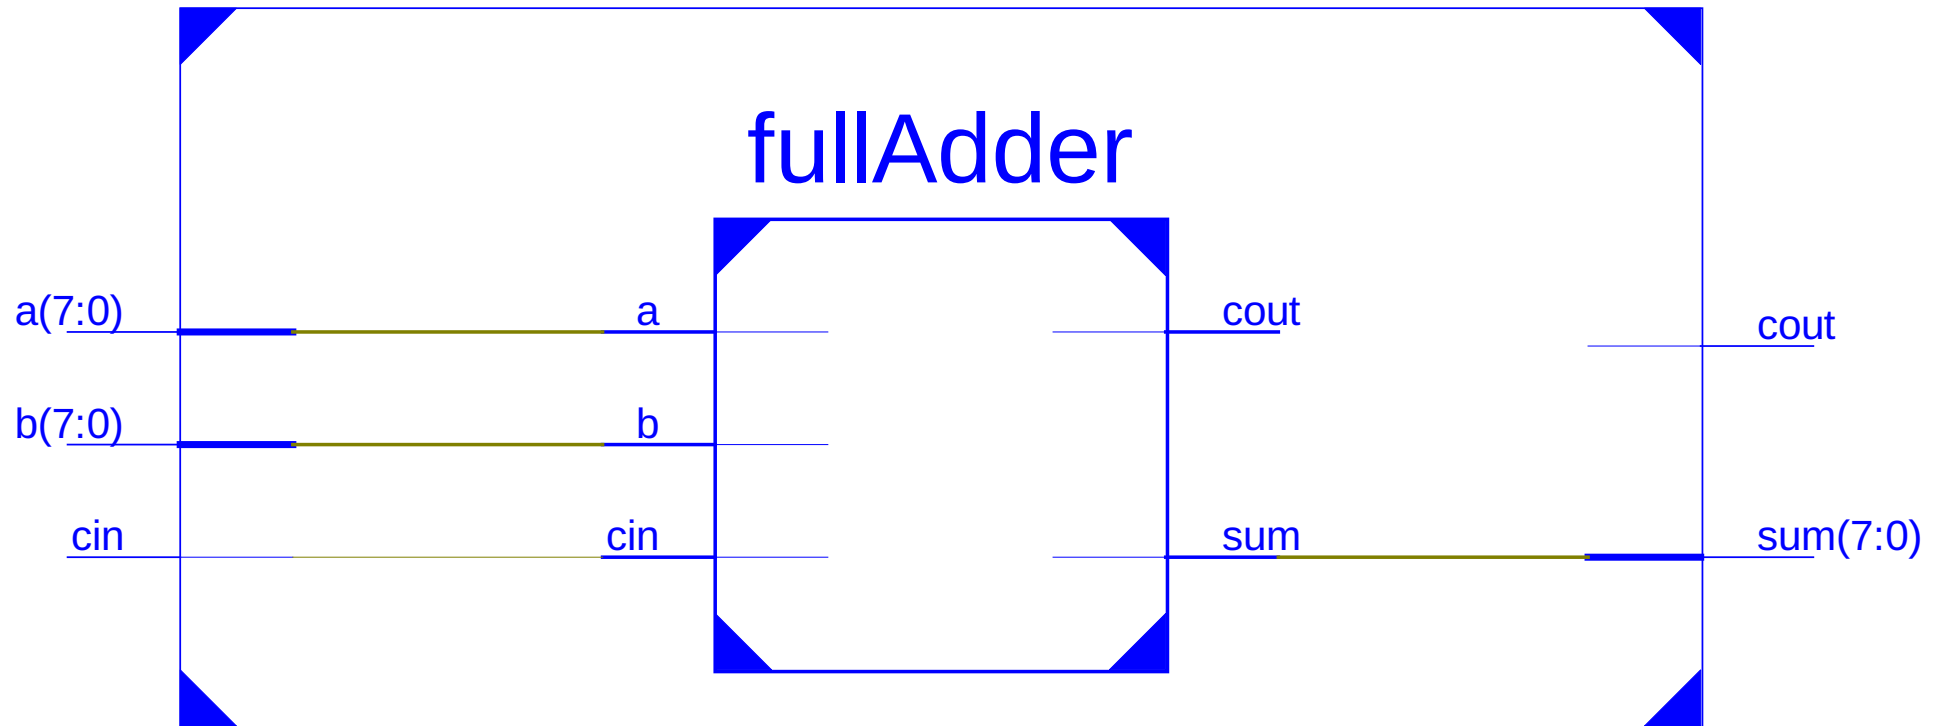 fullAdder
a(7:0)
a
cout
cout
b(7:0)
b
cin
cin
sum
sum(7:0)